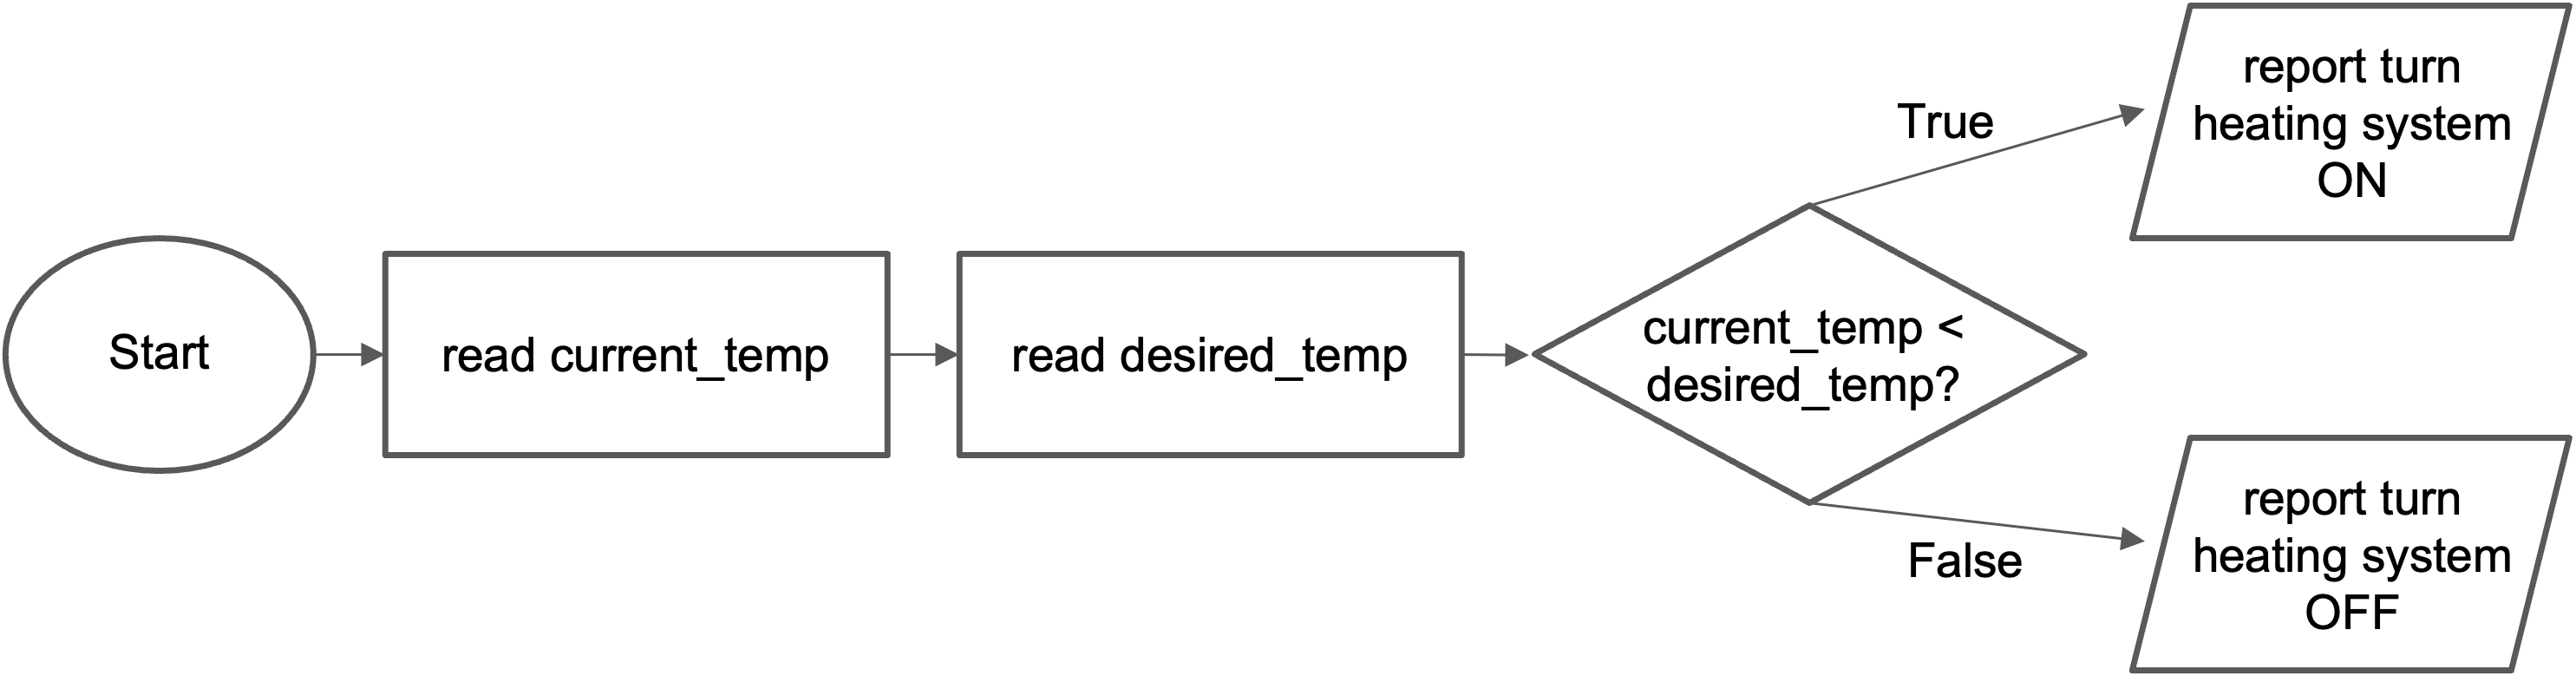 Start
read current_temp
read desired_temp
current_temp <
desired_temp?
True
report turn
heating system
ON
False
report turn
heating system
OFF